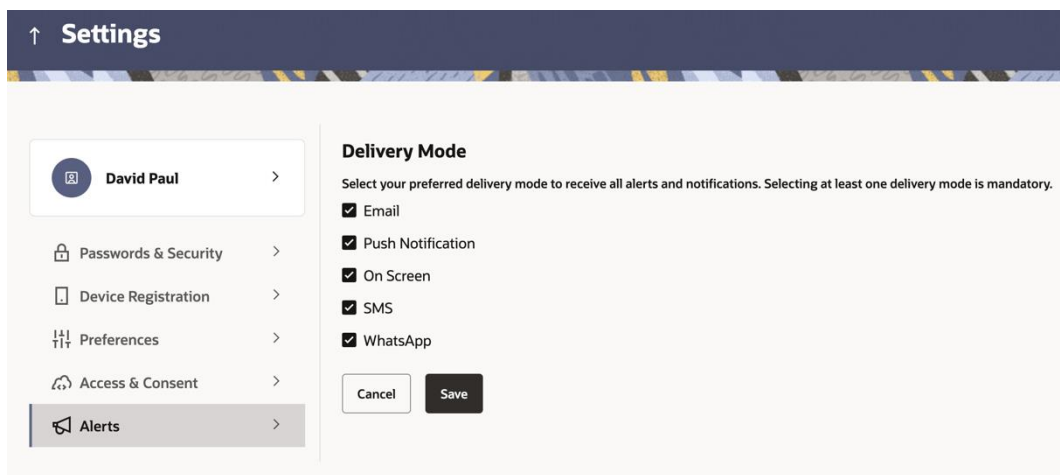 Settings
David Paul
Passwords & Security
Device Registration
Preferences
Access & Consent
Alerts
Delivery Mode
Select your preferred delivery mode to receive all alerts and notifications. Selecting at least one delivery mode is mandatory.
Email
Push Notification
On Screen
SMS
WhatsApp
Cancel Save